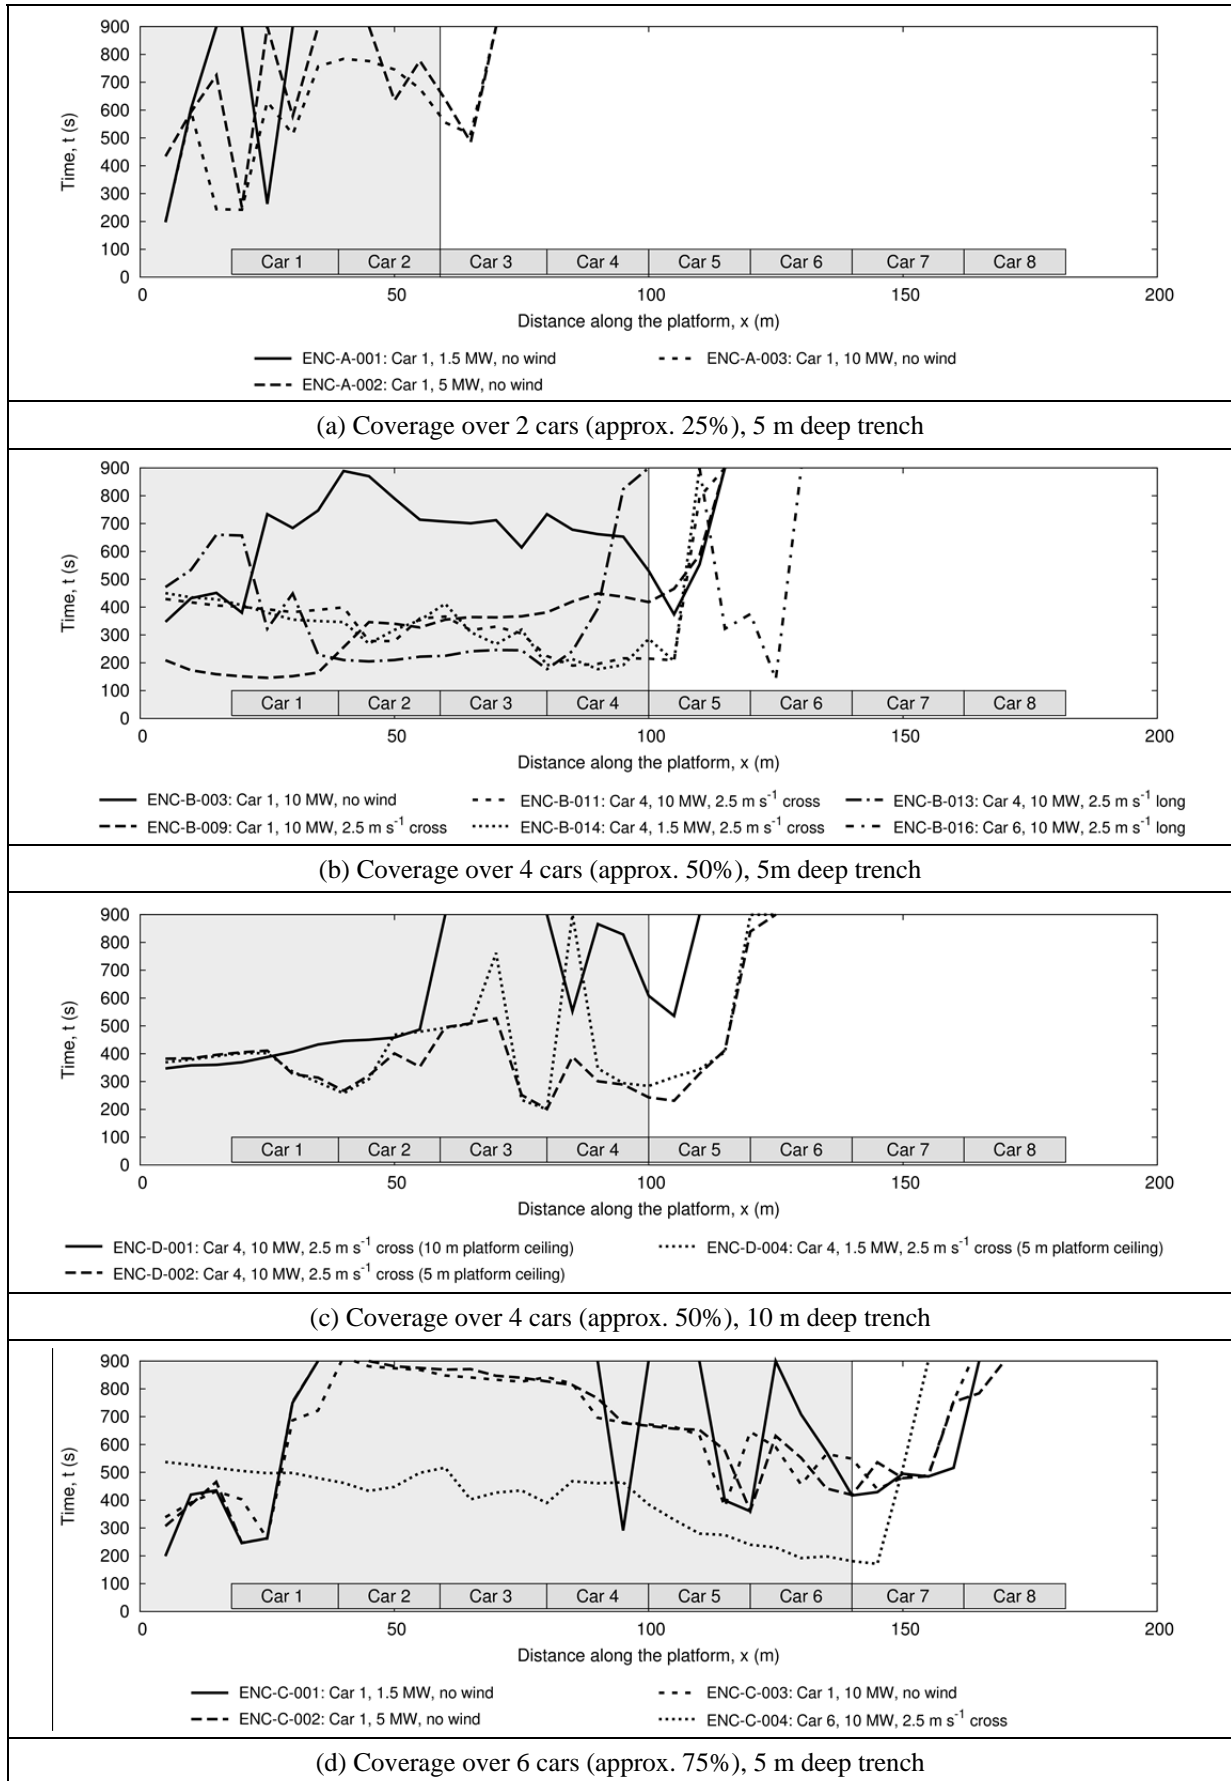 900
800
700
600
500
400
300
200
100
0
Time, t (s)
Car 1 Car 2 Car 3 Car 4 Car 5 Car 6 Car 7 Car 8
0 50 100 150 200
Distance along the platform, x (m)
ENC-A-001: Car 1, 1.5 MW, no wind ENC-A-003: Car 1, 10 MW, no wind
ENC-A-002: Car 1, 5 MW, no wind
(a) Coverage over 2 cars (approx. 25%), 5 m deep trench
900
800
700
600
500
400
300
200
100
0
Time, t (s)
Car 1 Car 2 Car 3 Car 4 Car 5 Car 6 Car 7 Car 8
0 50 100 150 200
Distance along the platform, x (m)
ENC-B-003: Car 1, 10 MW, no wind ENC-B-011: Car 4, 10 MW, 2.5 m s⁻¹ cross ENC-B-013: Car 4, 10 MW, 2.5 m s⁻¹ long
ENC-B-009: Car 1, 10 MW, 2.5 m s⁻¹ cross ENC-B-014: Car 4, 1.5 MW, 2.5 m s⁻¹ cross ENC-B-016: Car 6, 10 MW, 2.5 m s⁻¹ long
(b) Coverage over 4 cars (approx. 50%), 5m deep trench
900
800
700
600
500
400
300
200
100
0
Time, t (s)
Car 1 Car 2 Car 3 Car 4 Car 5 Car 6 Car 7 Car 8
0 50 100 150 200
Distance along the platform, x (m)
ENC-D-001: Car 4, 10 MW, 2.5 m s⁻¹ cross (10 m platform ceiling) ENC-D-004: Car 4, 1.5 MW, 2.5 m s⁻¹ cross (5 m platform ceiling)
ENC-D-002: Car 4, 10 MW, 2.5 m s⁻¹ cross (5 m platform ceiling)
(c) Coverage over 4 cars (approx. 50%), 10 m deep trench
900
800
700
600
500
400
300
200
100
0
Time, t (s)
Car 1 Car 2 Car 3 Car 4 Car 5 Car 6 Car 7 Car 8
0 50 100 150 200
Distance along the platform, x (m)
ENC-C-001: Car 1, 1.5 MW, no wind ENC-C-003: Car 1, 10 MW, no wind
ENC-C-002: Car 1, 5 MW, no wind ENC-C-004: Car 6, 10 MW, 2.5 m s⁻¹ cross
(d) Coverage over 6 cars (approx. 75%), 5 m deep trench